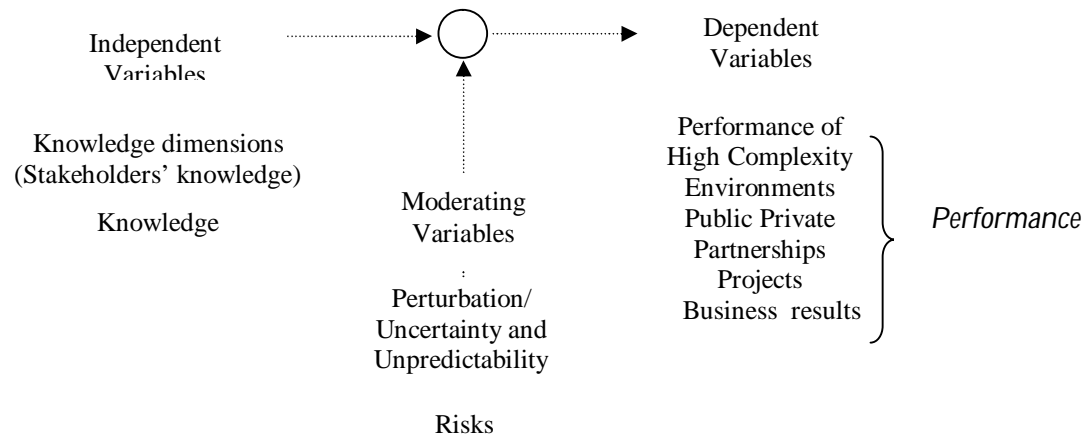 Independent
Variables
Knowledge dimensions
(Stakeholders' knowledge)
Knowledge
Moderating
Variables
:
Perturbation/
Uncertainty and
Unpredictability
Risks
Dependent
Variables
Performance of
High Complexity
Environments
Public Private
Partnerships
Projects
Business results
Performance